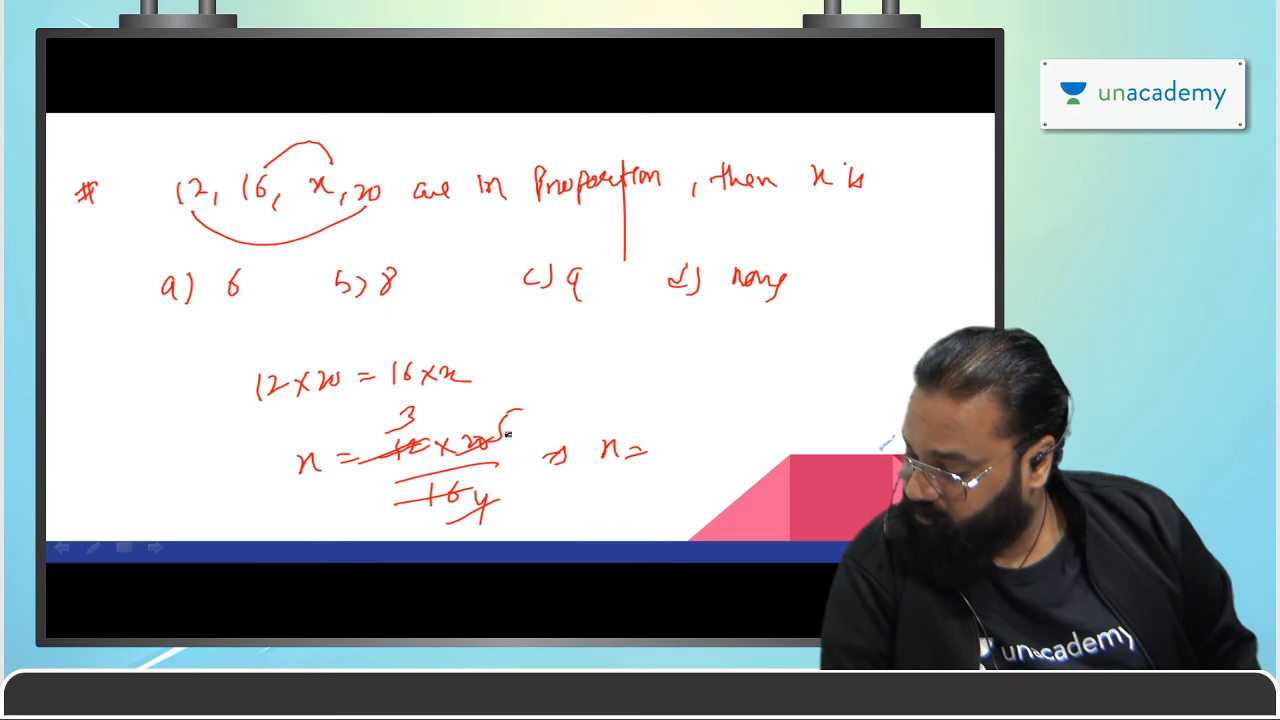 unacademy
# 12, 16, x, 20 are in Proportion, then x is
a) 6 b) 8 c) 9 d) none
12 × 20 = 16 × x
3 5
x = 12 × 20 ⇒ x =
16 4
unacademy